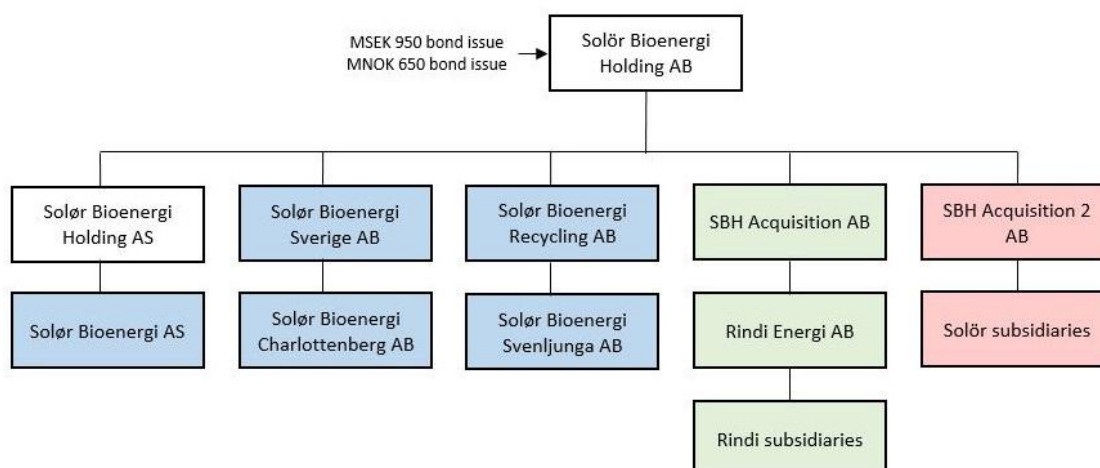 MSEK 950 bond issue
MNOK 650 bond issue
Solör Bioenergi
Holding AB
Solør Bioenergi
Holding AS
Solør Bioenergi
Sverige AB
Solør Bioenergi
Recycling AB
SBH Acquisition AB
SBH Acquisition 2
AB
Solør Bioenergi AS
Solør Bioenergi
Charlottenberg AB
Solør Bioenergi
Svenljunga AB
Rindi Energi AB
Solör subsidiaries
Rindi subsidiaries